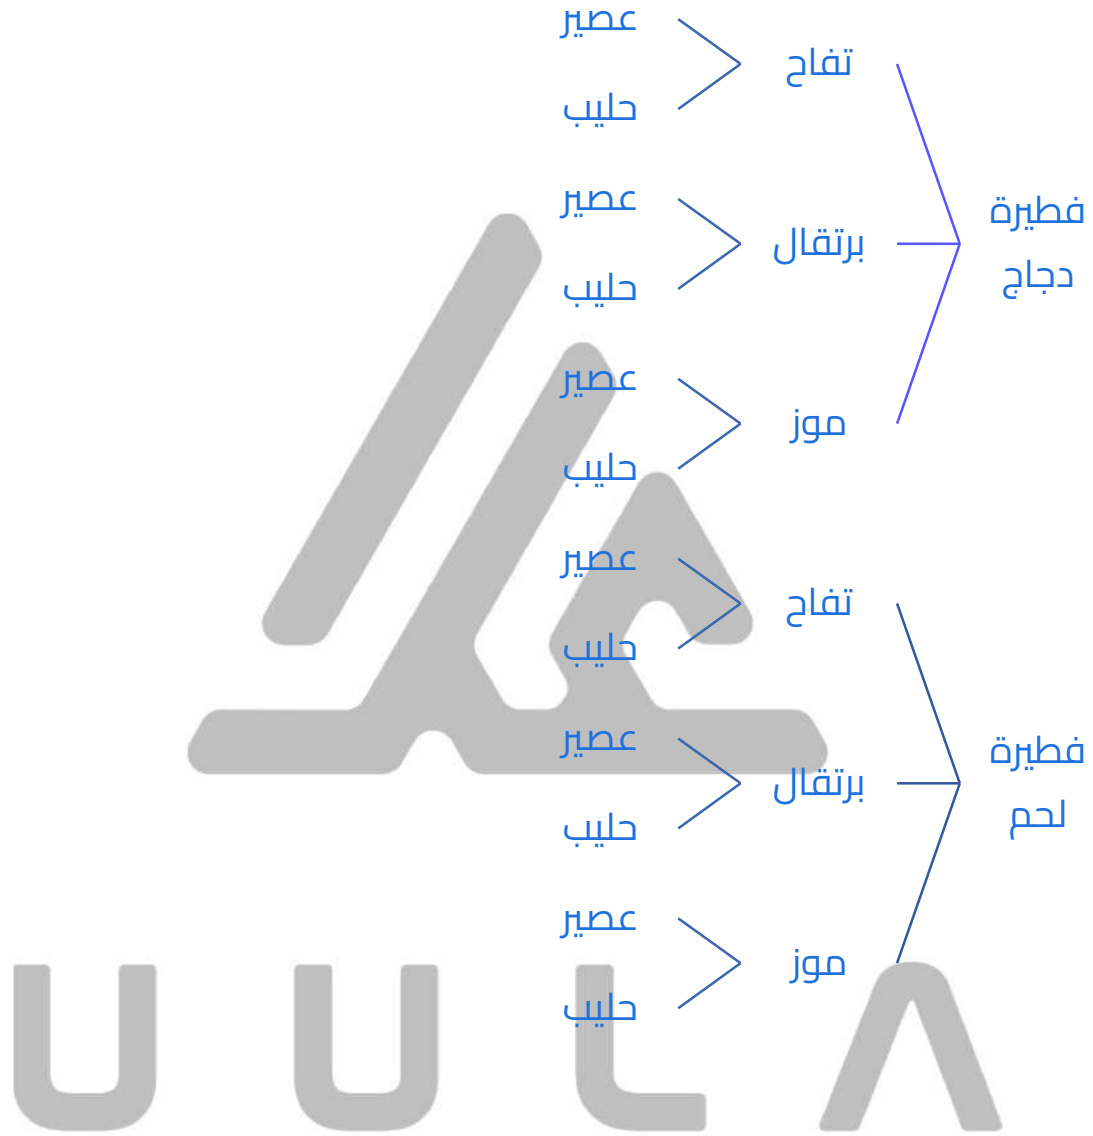 عصير
تفاح
حليب
فطيرة
دجاج
عصير
برتقال
حليب
عصير
موز
حليب
عصير
تفاح
حليب
فطيرة
لحم
عصير
برتقال
حليب
عصير
موز
حليب
UULA